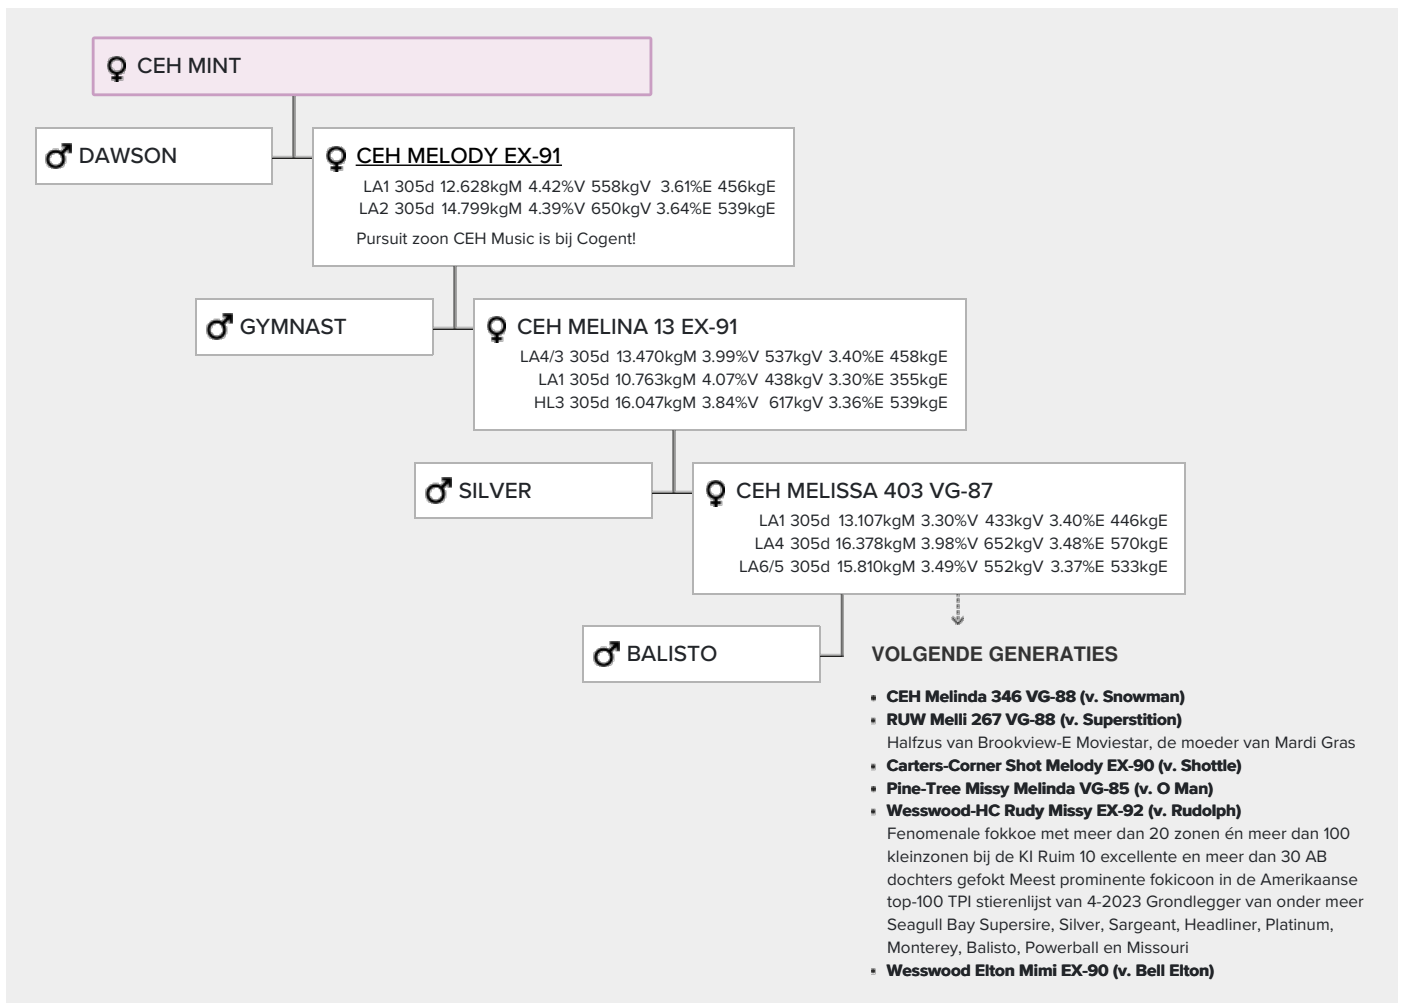 CEH MINT
DAWSON
CEH MELODY EX-91
LA1 305d 12.628kgM 4.42%V 558kgV 3.61%E 456kgE
LA2 305d 14.799kgM 4.39%V 650kgV 3.64%E 539kgE
Pursuit zoon CEH Music is bij Cogent!
GYMNAST
CEH MELINA 13 EX-91
LA4/3 305d 13.470kgM 3.99%V 537kgV 3.40%E 458kgE
LA1 305d 10.763kgM 4.07%V 438kgV 3.30%E 355kgE
HL3 305d 16.047kgM 3.84%V 617kgV 3.36%E 539kgE
SILVER
CEH MELISSA 403 VG-87
LA1 305d 13.107kgM 3.30%V 433kgV 3.40%E 446kgE
LA4 305d 16.378kgM 3.98%V 652kgV 3.48%E 570kgE
LA6/5 305d 15.810kgM 3.49%V 552kgV 3.37%E 533kgE
BALISTO
VOLGENDE GENERATIES
CEH Melinda 346 VG-88 (v. Snowman)
RUW Melli 267 VG-88 (v. Superstition)
Halfzus van Brookview-E Moviestar, de moeder van Mardi Gras
Carters-Corner Shot Melody EX-90 (v. Shottle)
Pine-Tree Missy Melinda VG-85 (v. O Man)
Wesswood-HC Rudy Missy EX-92 (v. Rudolph)
Fenomenale fokkoe met meer dan 20 zonen én meer dan 100
kleinzonen bij de KI Ruim 10 excellente en meer dan 30 AB
dochters gefokt Meest prominente fokicoon in de Amerikaanse
top-100 TPI stierenlijst van 4-2023 Grondlegger van onder meer
Seagull Bay Supersire, Silver, Sargeant, Headliner, Platinum,
Monterey, Balisto, Powerball en Missouri
Wesswood Elton Mimi EX-90 (v. Bell Elton)